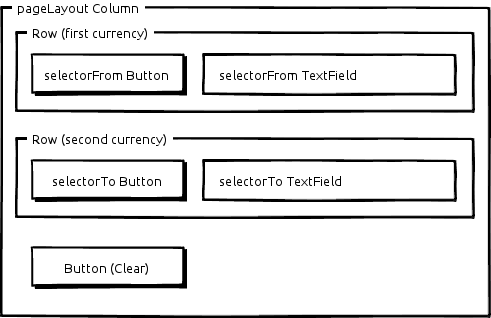 pageLayout Column
Row (first currency)
selectorFrom Button
selectorFrom TextField
Row (second currency)
selectorTo Button
selectorTo TextField
Button (Clear)